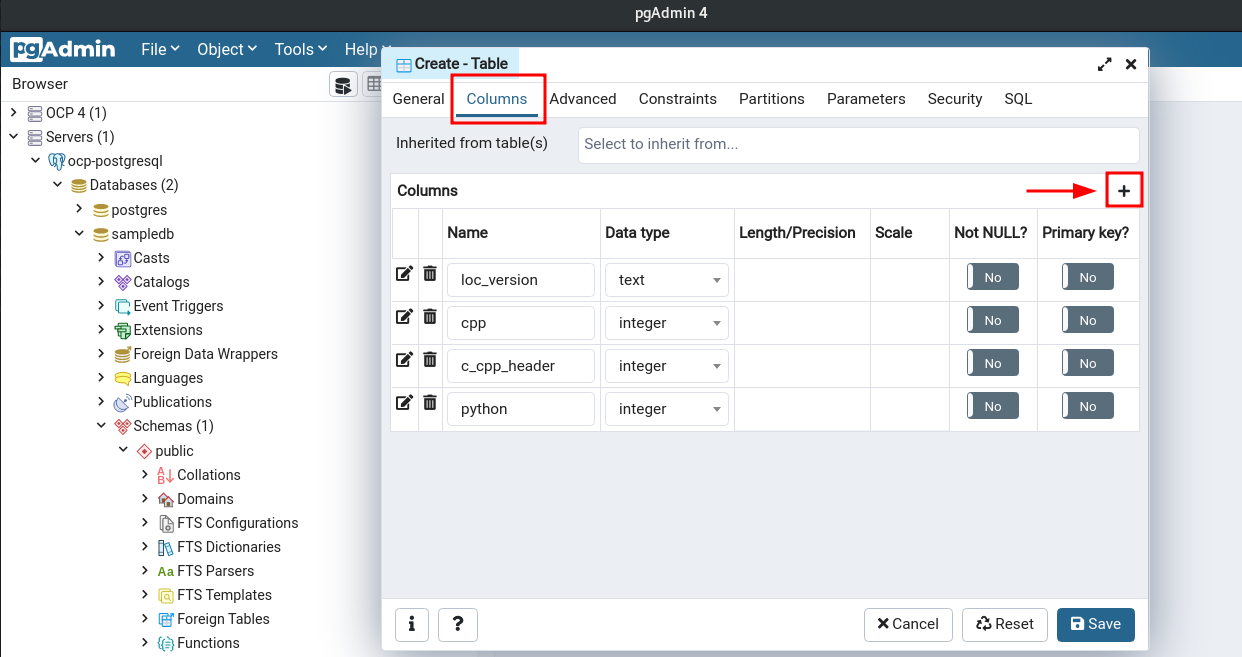 pgAdmin 4
pgAdmin File Object Tools Help
Browser
OCP 4 (1)
Servers (1)
ocp-postgresql
Databases (2)
postgres
sampledb
Casts
Catalogs
Event Triggers
Extensions
Foreign Data Wrappers
Languages
Publications
Schemas (1)
public
Collations
Domains
FTS Configurations
FTS Dictionaries
Aa FTS Parsers
FTS Templates
Foreign Tables
Functions
Create - Table
General Columns Advanced Constraints Partitions Parameters Security SQL
Inherited from table(s) Select to inherit from...
Columns +
Name Data type Length/Precision Scale Not NULL? Primary key?
loc_version text No No
cpp integer No No
c_cpp_header integer No No
python integer No No
i ? Cancel Reset Save